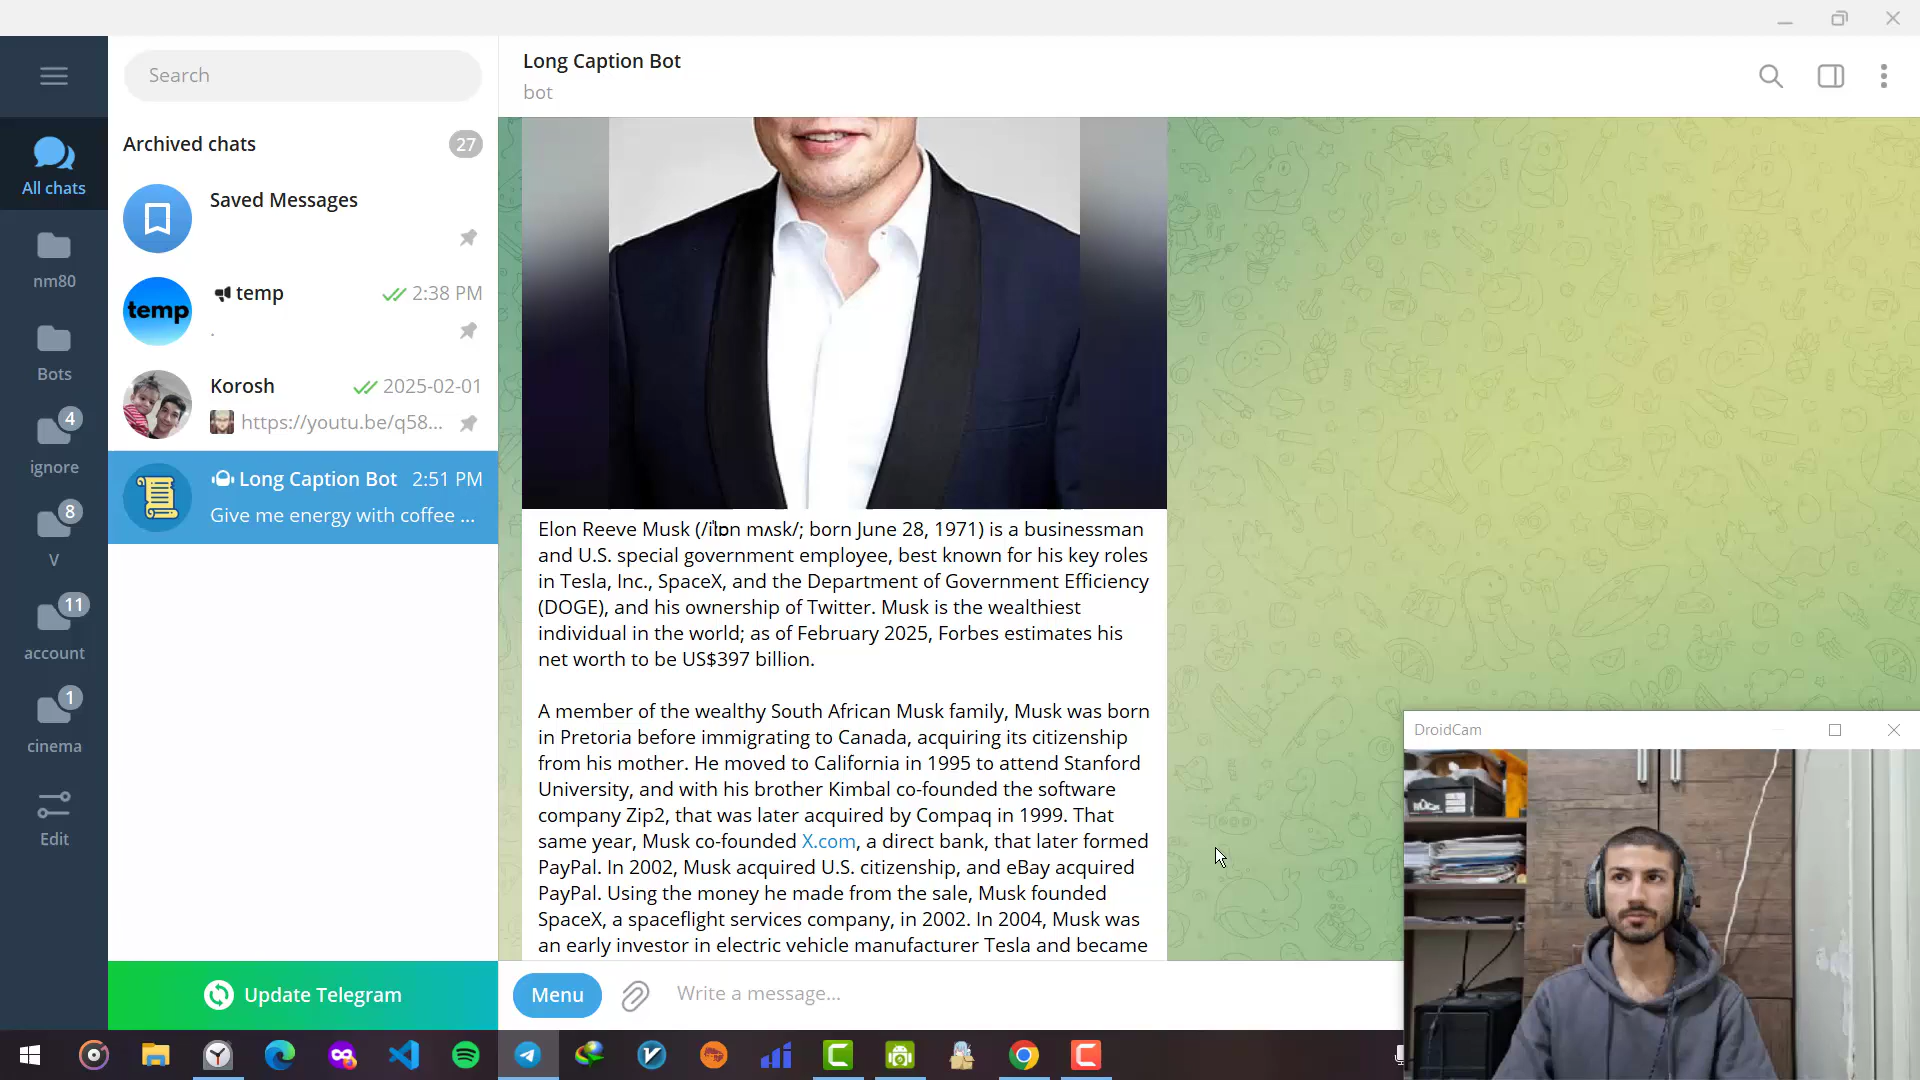 Search
Long Caption Bot
bot
Archived chats
27
All chats
Saved Messages
nm80
temp
temp
2:38 PM
.
Bots
Korosh
2025-02-01
https://youtu.be/q58...
4
ignore
Long Caption Bot
2:51 PM
Give me energy with coffee ...
8
V
11
account
1
cinema
Edit
Elon Reeve Musk (/ˈiːlɒn mʌsk/; born June 28, 1971) is a businessman
and U.S. special government employee, best known for his key roles
in Tesla, Inc., SpaceX, and the Department of Government Efficiency
(DOGE), and his ownership of Twitter. Musk is the wealthiest
individual in the world; as of February 2025, Forbes estimates his
net worth to be US$397 billion.
A member of the wealthy South African Musk family, Musk was born
in Pretoria before immigrating to Canada, acquiring its citizenship
from his mother. He moved to California in 1995 to attend Stanford
University, and with his brother Kimbal co-founded the software
company Zip2, that was later acquired by Compaq in 1999. That
same year, Musk co-founded X.com, a direct bank, that later formed
PayPal. In 2002, Musk acquired U.S. citizenship, and eBay acquired
PayPal. Using the money he made from the sale, Musk founded
SpaceX, a spaceflight services company, in 2002. In 2004, Musk was
an early investor in electric vehicle manufacturer Tesla and became
DroidCam
Update Telegram
Menu
Write a message...